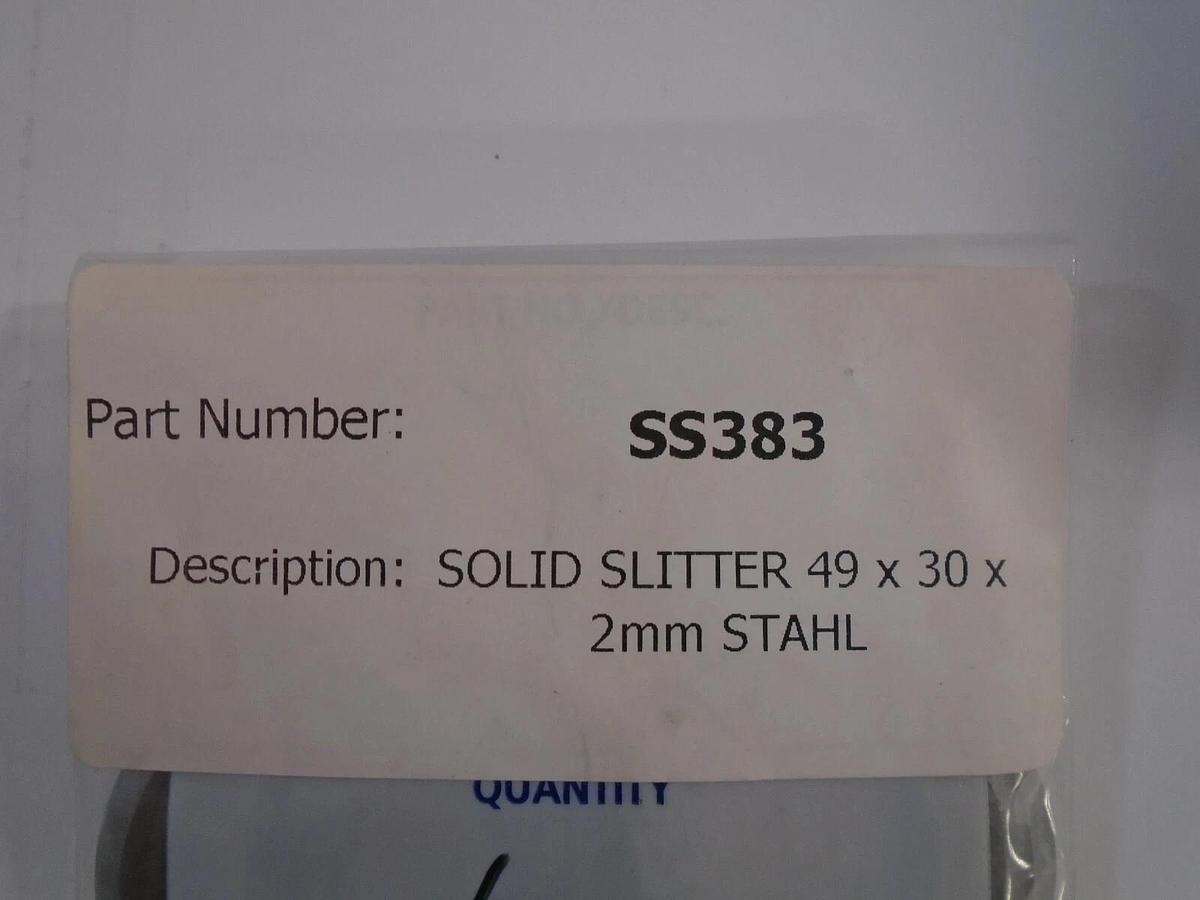 Part Number: SS383
Description: SOLID SLITTER 49 x 30 x
2mm STAHL
QUANTITY